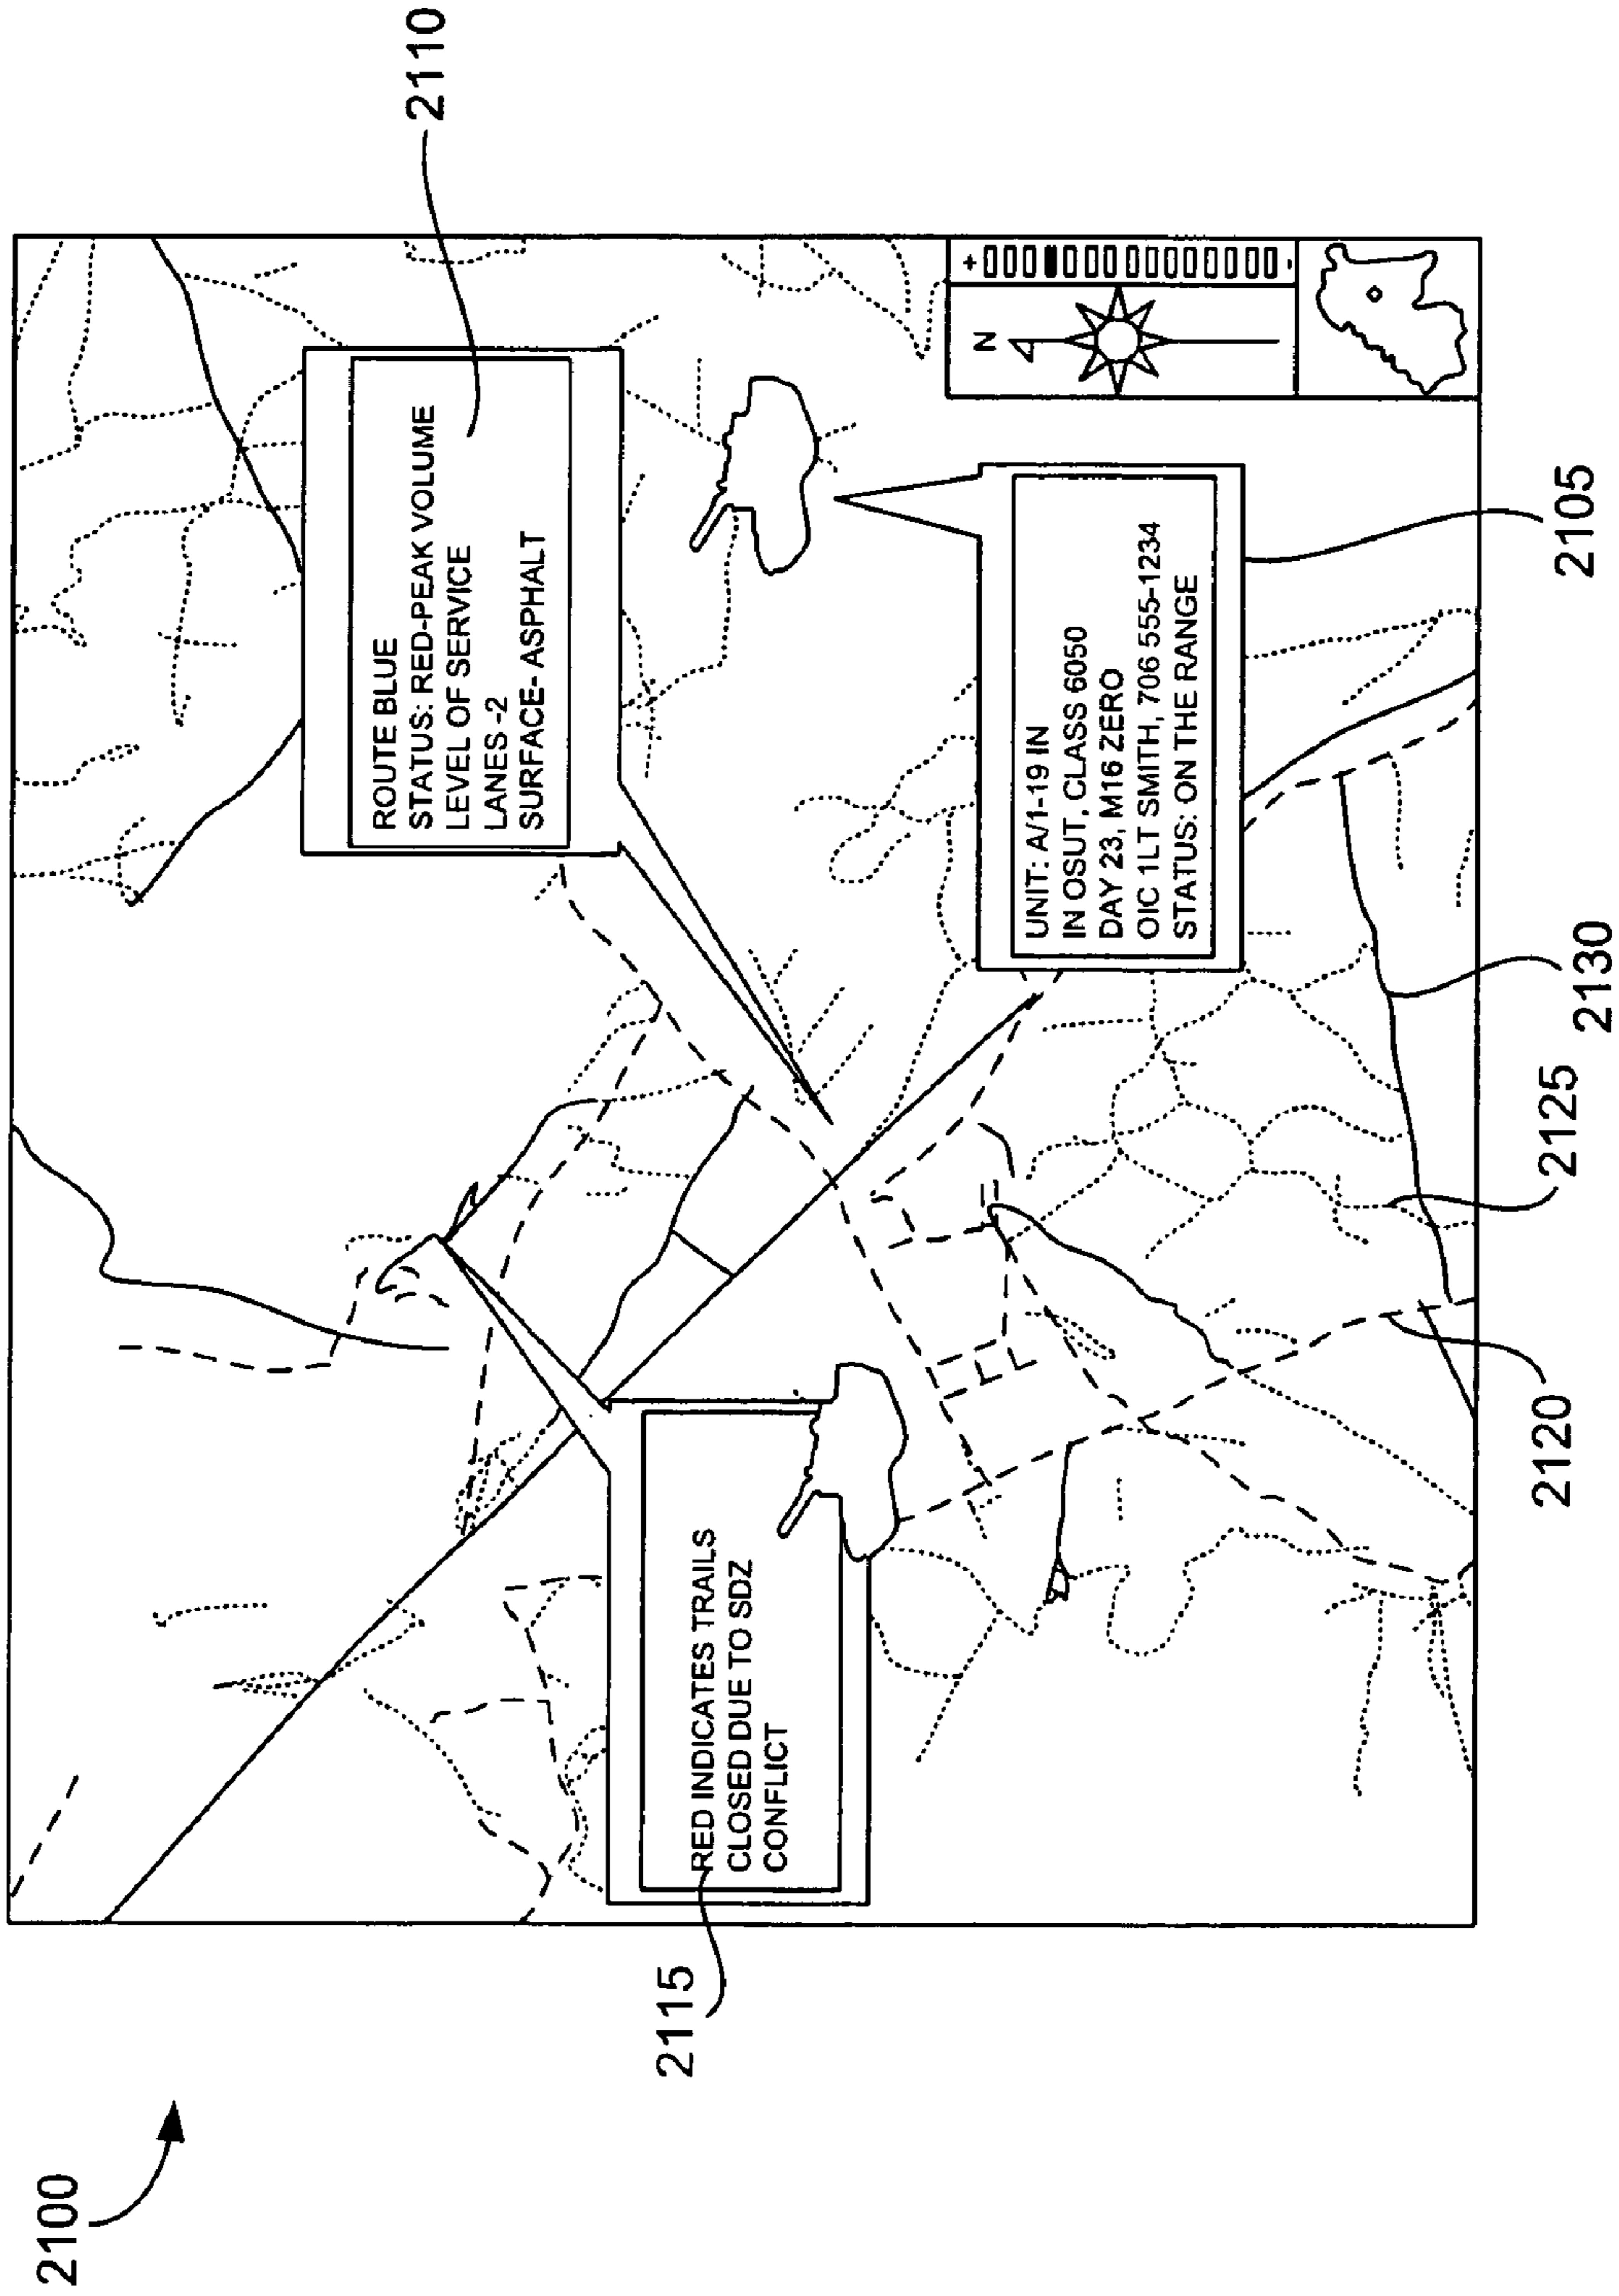 2100
2110
ROUTE BLUE
STATUS: RED-PEAK VOLUME
LEVEL OF SERVICE
LANES -2
SURFACE- ASPHALT
2115
RED INDICATES TRAILS
CLOSED DUE TO SDZ
CONFLICT
UNIT: A/1-19 IN
IN OSUT, CLASS 6050
DAY 23, M16 ZERO
OIC 1LT SMITH, 706 555-1234
STATUS: ON THE RANGE
N
+
-
2120
2125
2130
2105